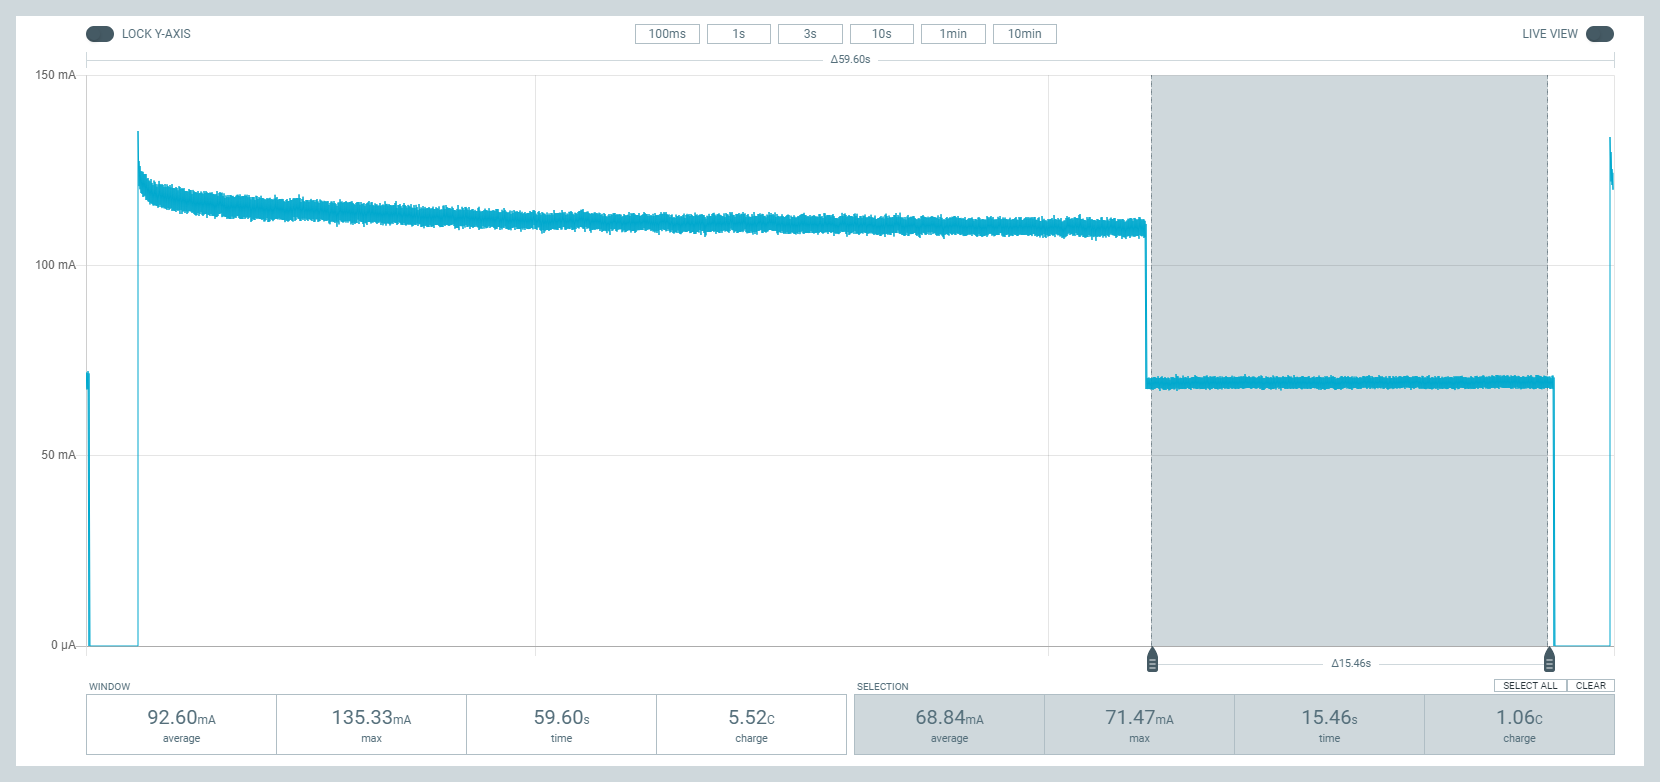 LOCK Y-AXIS
100ms 1s 3s 10s 1min 10min
LIVE VIEW
Δ59.60s
150 mA
100 mA
50 mA
0 µA
Δ15.46s
WINDOW
92.60mA
average
135.33mA
max
59.60s
time
5.52C
charge
SELECTION
SELECT ALL CLEAR
68.84mA
average
71.47mA
max
15.46s
time
1.06C
charge